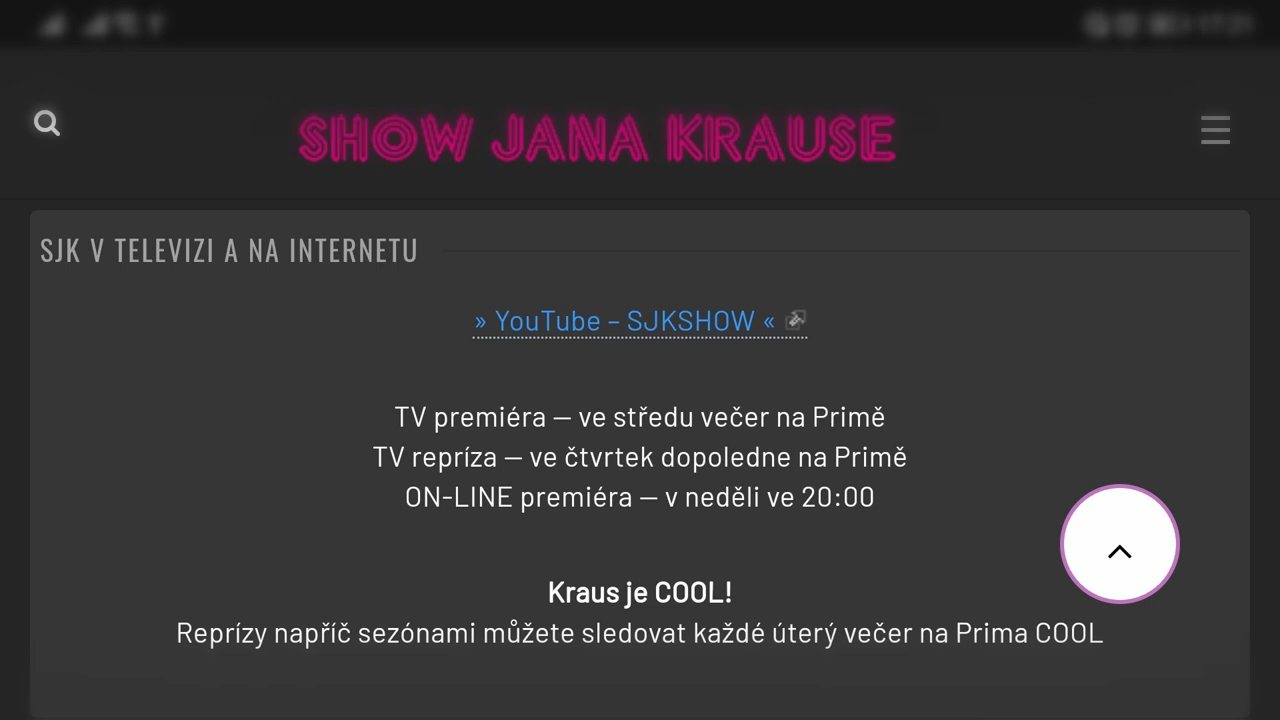 SHOW JANA KRAUSE
SJK V TELEVIZI A NA INTERNETU
» YouTube – SJKSHOW «
TV premiéra — ve středu večer na Primě
TV repríza — ve čtvrtek dopoledne na Primě
ON-LINE premiéra — v neděli ve 20:00
Kraus je COOL!
Reprízy napříč sezónami můžete sledovat každé úterý večer na Prima COOL